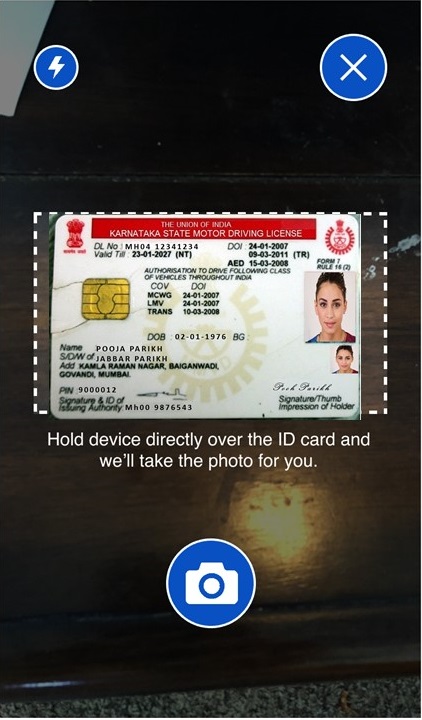 THE UNION OF INDIA
KARNATAKA STATE MOTOR DRIVING LICENSE
DL No : MH04 12341234 DOI : 24-01-2007
Valid Till : 23-01-2027 (NT) 09-03-2011 (TR)
AED 15-03-2008
FORM 7
RULE 16 (2)
AUTHORISATION TO DRIVE FOLLOWING CLASS
OF VEHICLES THROUGHOUT INDIA
COV DOI
MCWG 24-01-2007
LMV 24-01-2007
TRANS 10-03-2008
DOB : 02-01-1976 BG :
Name POOJA PARIKH
S/D/W of JABBAR PARIKH
Add KAMLA RAMAN NAGAR, BAIGANWADI,
GOVANDI, MUMBAI.
PIN 9000012
Signature & ID of
Issuing Authority: Mh00 9876543
Pooh Parikh
Signature/Thumb
Impression of Holder
Hold device directly over the ID card and
we'll take the photo for you.